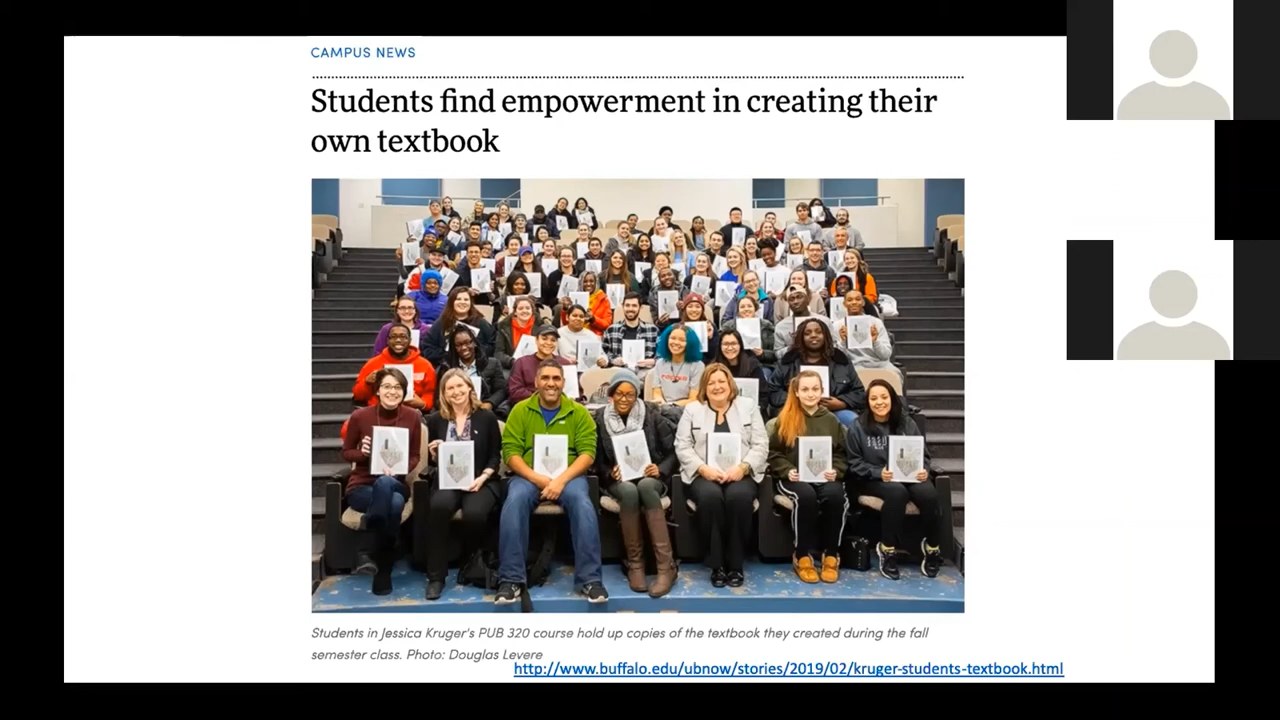 CAMPUS NEWS
Students find empowerment in creating their
own textbook
Students in Jessica Kruger's PUB 320 course hold up copies of the textbook they created during the fall
semester class. Photo: Douglas Levere
http://www.buffalo.edu/ubnow/stories/2019/02/kruger-students-textbook.html